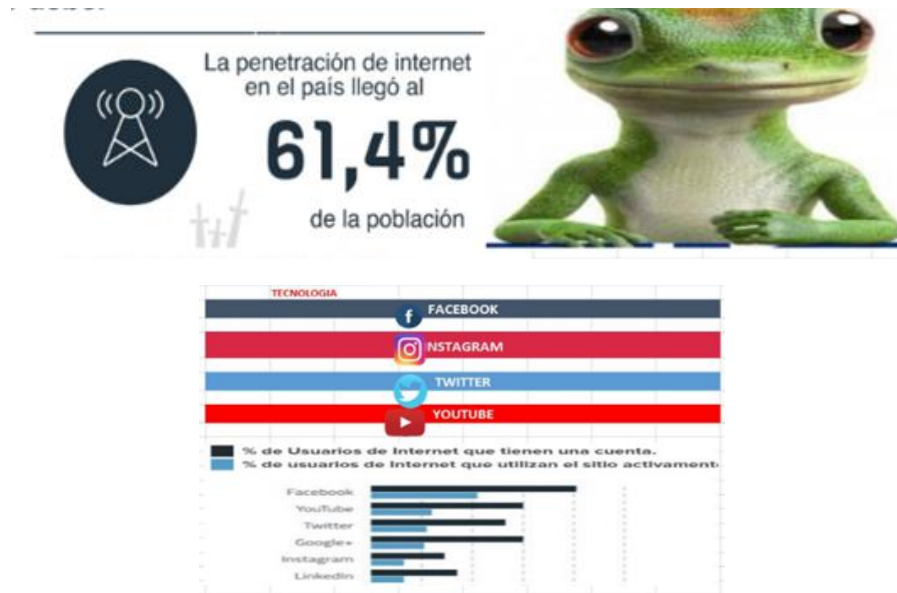 La penetración de internet
en el país llegó al
61,4%
de la población
TECNOLOGIA
FACEBOOK
INSTAGRAM
TWITTER
YOUTUBE
% de Usuarios de Internet que tienen una cuenta.
% de usuarios de Internet que utilizan el sitio activament
Facebook
YouTube
Twitter
Google+
Instagram
LinkedIn